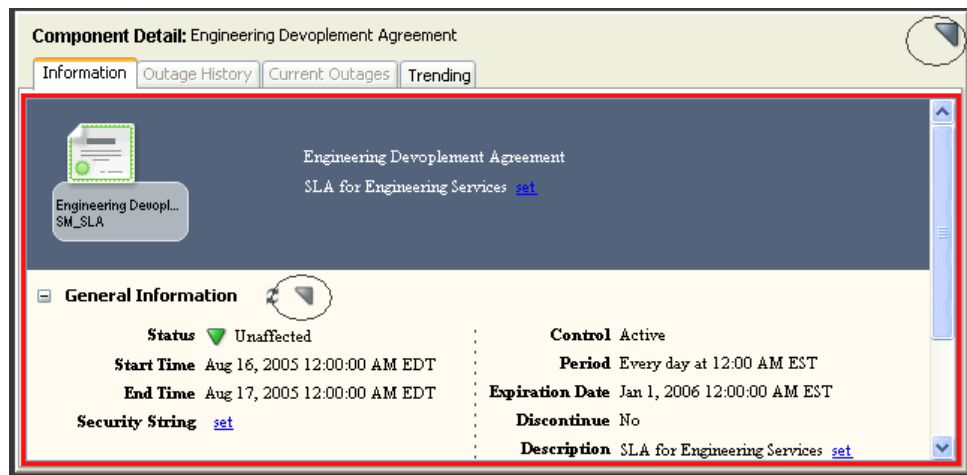 Component Detail: Engineering Devoplement Agreement
Information Outage History Current Outages Trending
Engineering Devoplement Agreement
SLA for Engineering Services set
Engineering Devopl...
SM_SLA
General Information
Status Unaffected
Start Time Aug 16, 2005 12:00:00 AM EDT
End Time Aug 17, 2005 12:00:00 AM EDT
Security String set
Control Active
Period Every day at 12:00 AM EST
Expiration Date Jan 1, 2006 12:00:00 AM EST
Discontinue No
Description SLA for Engineering Services set